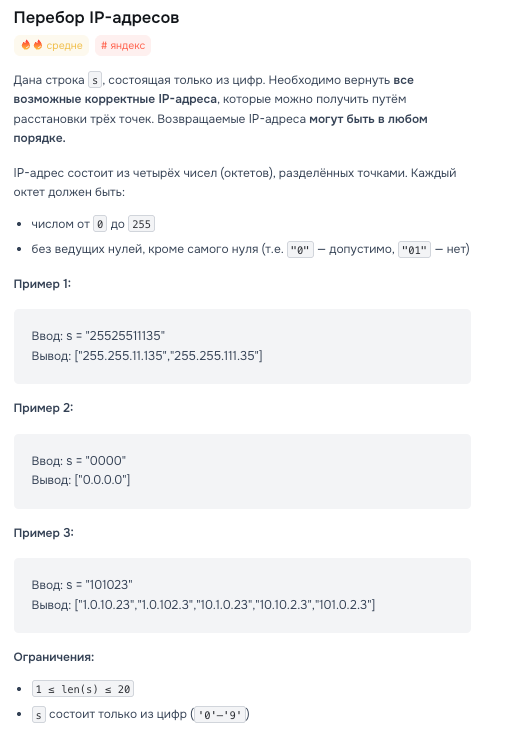 Перебор IP-адресов
🔥🔥 средне # яндекс
Дана строка s, состоящая только из цифр. Необходимо вернуть все
возможные корректные IP-адреса, которые можно получить путём
расстановки трёх точек. Возвращаемые IP-адреса могут быть в любом
порядке.
IP-адрес состоит из четырёх чисел (октетов), разделённых точками. Каждый
октет должен быть:
• числом от 0 до 255
• без ведущих нулей, кроме самого нуля (т.е. "0" — допустимо, "01" — нет)
Пример 1:
Ввод: s = "25525511135"
Вывод: ["255.255.11.135","255.255.111.35"]
Пример 2:
Ввод: s = "0000"
Вывод: ["0.0.0.0"]
Пример 3:
Ввод: s = "101023"
Вывод: ["1.0.10.23","1.0.102.3","10.1.0.23","10.10.2.3","101.0.2.3"]
Ограничения:
• 1 ≤ len(s) ≤ 20
• s состоит только из цифр ('0'–'9')